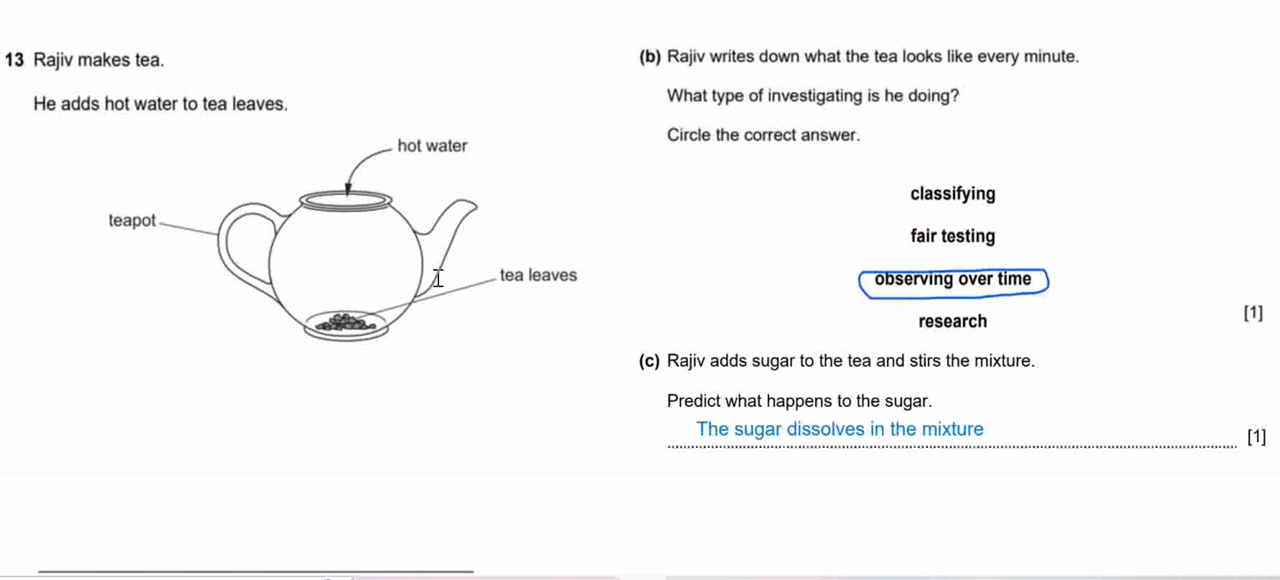 13 Rajiv makes tea.
He adds hot water to tea leaves.
hot water
teapot
tea leaves
(b) Rajiv writes down what the tea looks like every minute.
What type of investigating is he doing?
Circle the correct answer.
classifying
fair testing
observing over time
research
[1]
(c) Rajiv adds sugar to the tea and stirs the mixture.
Predict what happens to the sugar.
The sugar dissolves in the mixture
[1]